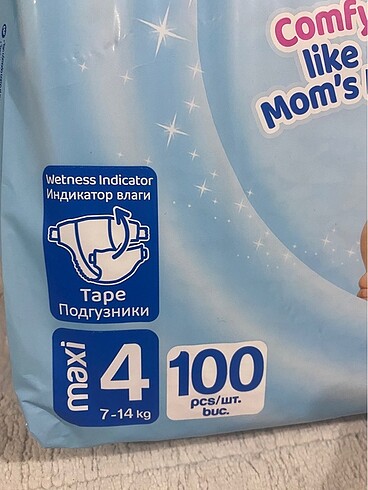 Comfy
like
Mom's
Wetness Indicator
Индикатор влаги
Tape
Подгузники
maxi
4
7-14 kg
100
pcs/шт.
buc.